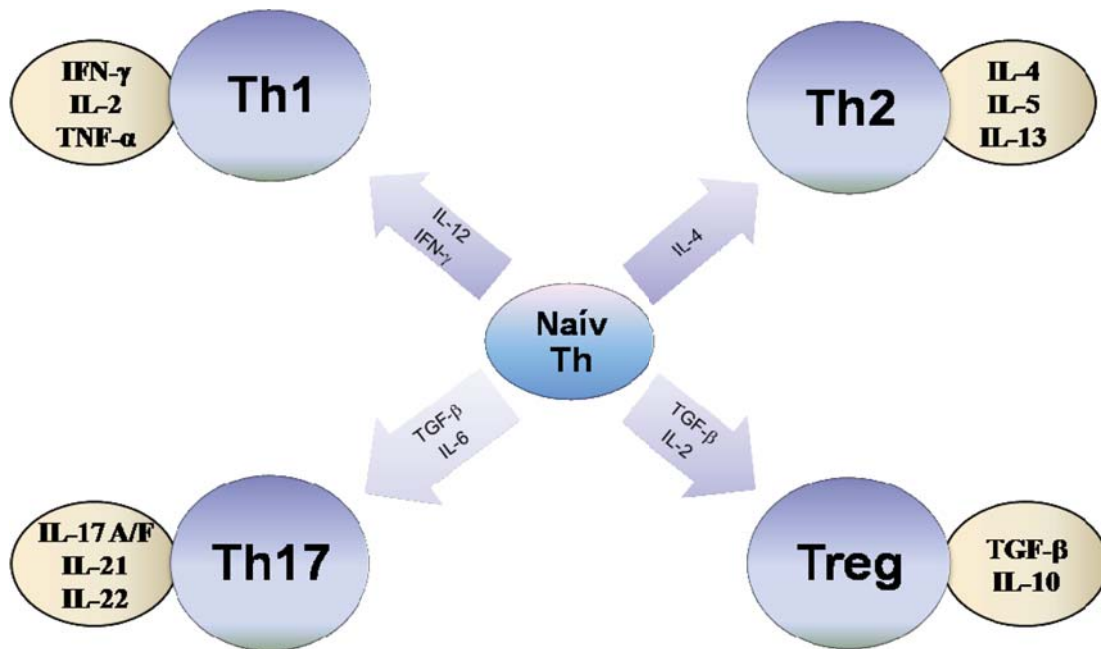 IFN-γ
IL-2
TNF-α
Th1
Th2
IL-4
IL-5
IL-13
IL-12
IFN-γ
IL-4
Naív
Th
TGF-β
IL-6
TGF-β
IL-2
IL-17 A/F
IL-21
IL-22
Th17
Treg
TGF-β
IL-10